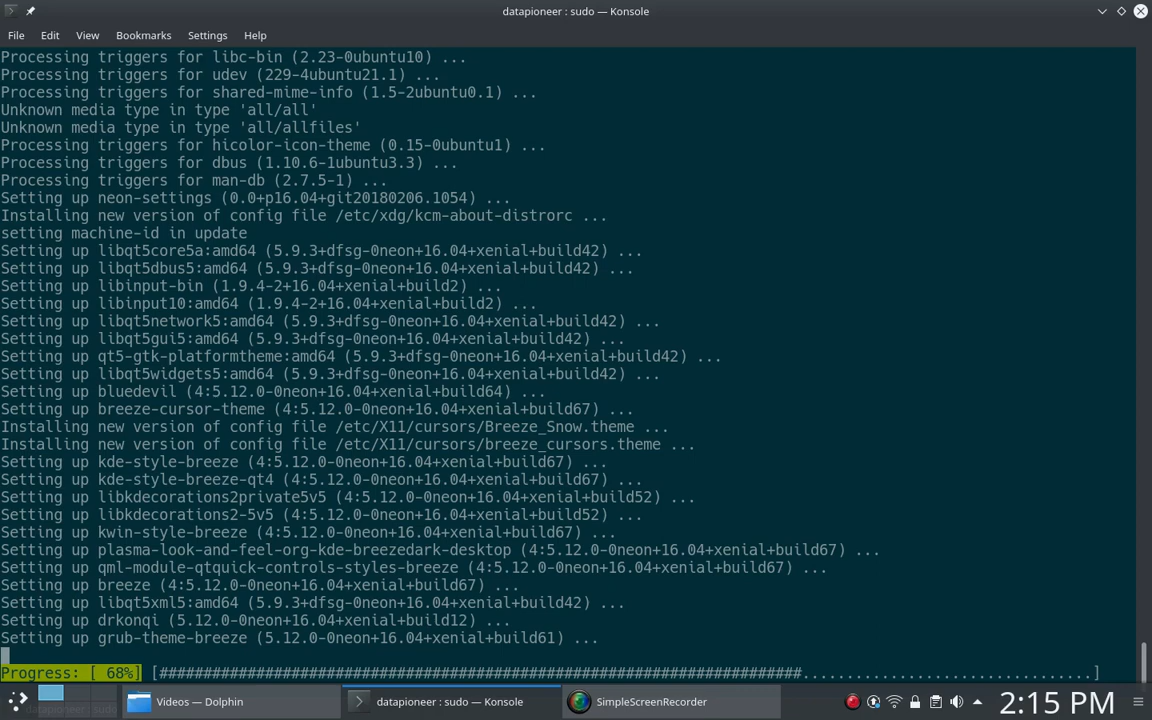 datapioneer : sudo — Konsole
File Edit View Bookmarks Settings Help
Processing triggers for libc-bin (2.23-0ubuntu10) ...
Processing triggers for udev (229-4ubuntu21.1) ...
Processing triggers for shared-mime-info (1.5-2ubuntu0.1) ...
Unknown media type in type 'all/all'
Unknown media type in type 'all/allfiles'
Processing triggers for hicolor-icon-theme (0.15-0ubuntu1) ...
Processing triggers for dbus (1.10.6-1ubuntu3.3) ...
Processing triggers for man-db (2.7.5-1) ...
Setting up neon-settings (0.0+p16.04+git20180206.1054) ...
Installing new version of config file /etc/xdg/kcm-about-distrorc ...
setting machine-id in update
Setting up libqt5core5a:amd64 (5.9.3+dfsg-0neon+16.04+xenial+build42) ...
Setting up libqt5dbus5:amd64 (5.9.3+dfsg-0neon+16.04+xenial+build42) ...
Setting up libinput-bin (1.9.4-2+16.04+xenial+build2) ...
Setting up libinput10:amd64 (1.9.4-2+16.04+xenial+build2) ...
Setting up libqt5network5:amd64 (5.9.3+dfsg-0neon+16.04+xenial+build42) ...
Setting up libqt5gui5:amd64 (5.9.3+dfsg-0neon+16.04+xenial+build42) ...
Setting up qt5-gtk-platformtheme:amd64 (5.9.3+dfsg-0neon+16.04+xenial+build42) ...
Setting up libqt5widgets5:amd64 (5.9.3+dfsg-0neon+16.04+xenial+build42) ...
Setting up bluedevil (4:5.12.0-0neon+16.04+xenial+build64) ...
Setting up breeze-cursor-theme (4:5.12.0-0neon+16.04+xenial+build67) ...
Installing new version of config file /etc/X11/cursors/Breeze_Snow.theme ...
Installing new version of config file /etc/X11/cursors/breeze_cursors.theme ...
Setting up kde-style-breeze (4:5.12.0-0neon+16.04+xenial+build67) ...
Setting up kde-style-breeze-qt4 (4:5.12.0-0neon+16.04+xenial+build67) ...
Setting up libkdecorations2private5v5 (4:5.12.0-0neon+16.04+xenial+build52) ...
Setting up libkdecorations2-5v5 (4:5.12.0-0neon+16.04+xenial+build52) ...
Setting up kwin-style-breeze (4:5.12.0-0neon+16.04+xenial+build67) ...
Setting up plasma-look-and-feel-org-kde-breezedark-desktop (4:5.12.0-0neon+16.04+xenial+build67) ...
Setting up qml-module-qtquick-controls-styles-breeze (4:5.12.0-0neon+16.04+xenial+build67) ...
Setting up breeze (4:5.12.0-0neon+16.04+xenial+build67) ...
Setting up libqt5xml5:amd64 (5.9.3+dfsg-0neon+16.04+xenial+build42) ...
Setting up drkonqi (5.12.0-0neon+16.04+xenial+build12) ...
Setting up grub-theme-breeze (5.12.0-0neon+16.04+xenial+build61) ...
Progress: [ 68%] [#########################################################################.................................]
Videos — Dolphin datapioneer : sudo — Konsole SimpleScreenRecorder 2:15 PM